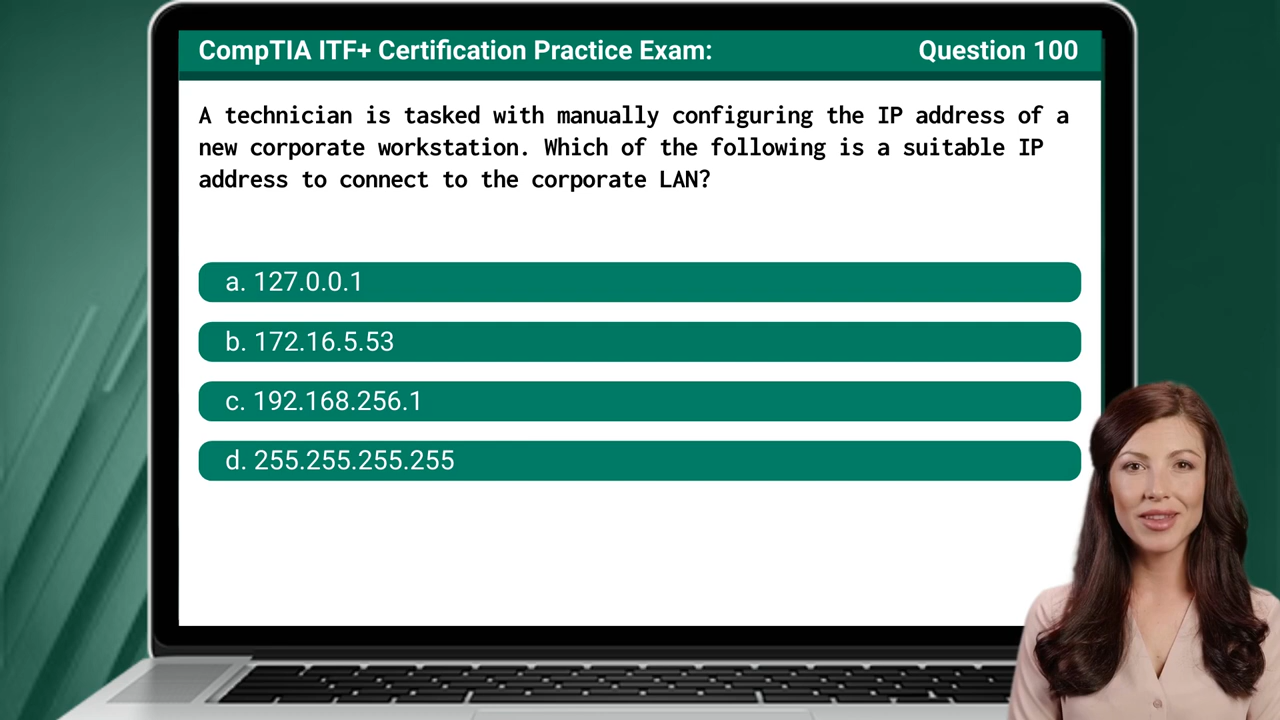 CompTIA ITF+ Certification Practice Exam:
Question 100
A technician is tasked with manually configuring the IP address of a
new corporate workstation. Which of the following is a suitable IP
address to connect to the corporate LAN?
a. 127.0.0.1
b. 172.16.5.53
c. 192.168.256.1
d. 255.255.255.255